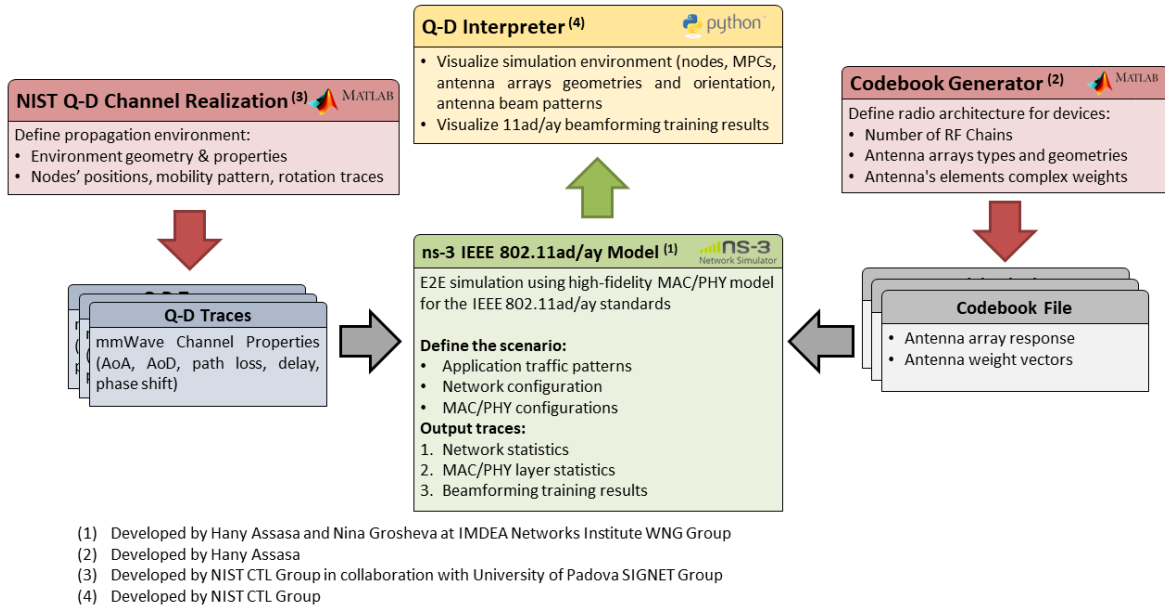 Q-D Interpreter (4)
python
• Visualize simulation environment (nodes, MPCs,
antenna arrays geometries and orientation,
antenna beam patterns
• Visualize 11ad/ay beamforming training results
NIST Q-D Channel Realization (3)
MATLAB
Define propagation environment:
• Environment geometry & properties
• Nodes' positions, mobility pattern, rotation traces
Codebook Generator (2)
MATLAB
Define radio architecture for devices:
• Number of RF Chains
• Antenna arrays types and geometries
• Antenna's elements complex weights
Q-D Traces
mmWave Channel Properties
(AoA, AoD, path loss, delay,
phase shift)
ns-3 IEEE 802.11ad/ay Model (1)
ns-3
Network Simulator
E2E simulation using high-fidelity MAC/PHY model
for the IEEE 802.11ad/ay standards
Define the scenario:
• Application traffic patterns
• Network configuration
• MAC/PHY configurations
Output traces:
1. Network statistics
2. MAC/PHY layer statistics
3. Beamforming training results
Codebook File
• Antenna array response
• Antenna weight vectors
(1) Developed by Hany Assasa and Nina Grosheva at IMDEA Networks Institute WNG Group
(2) Developed by Hany Assasa
(3) Developed by NIST CTL Group in collaboration with University of Padova SIGNET Group
(4) Developed by NIST CTL Group